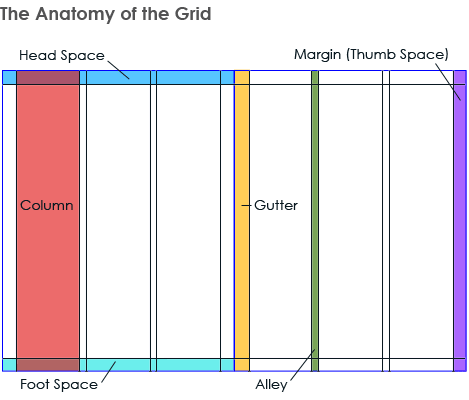 The Anatomy of the Grid
Head Space
Margin (Thumb Space)
Column
Gutter
Foot Space
Alley